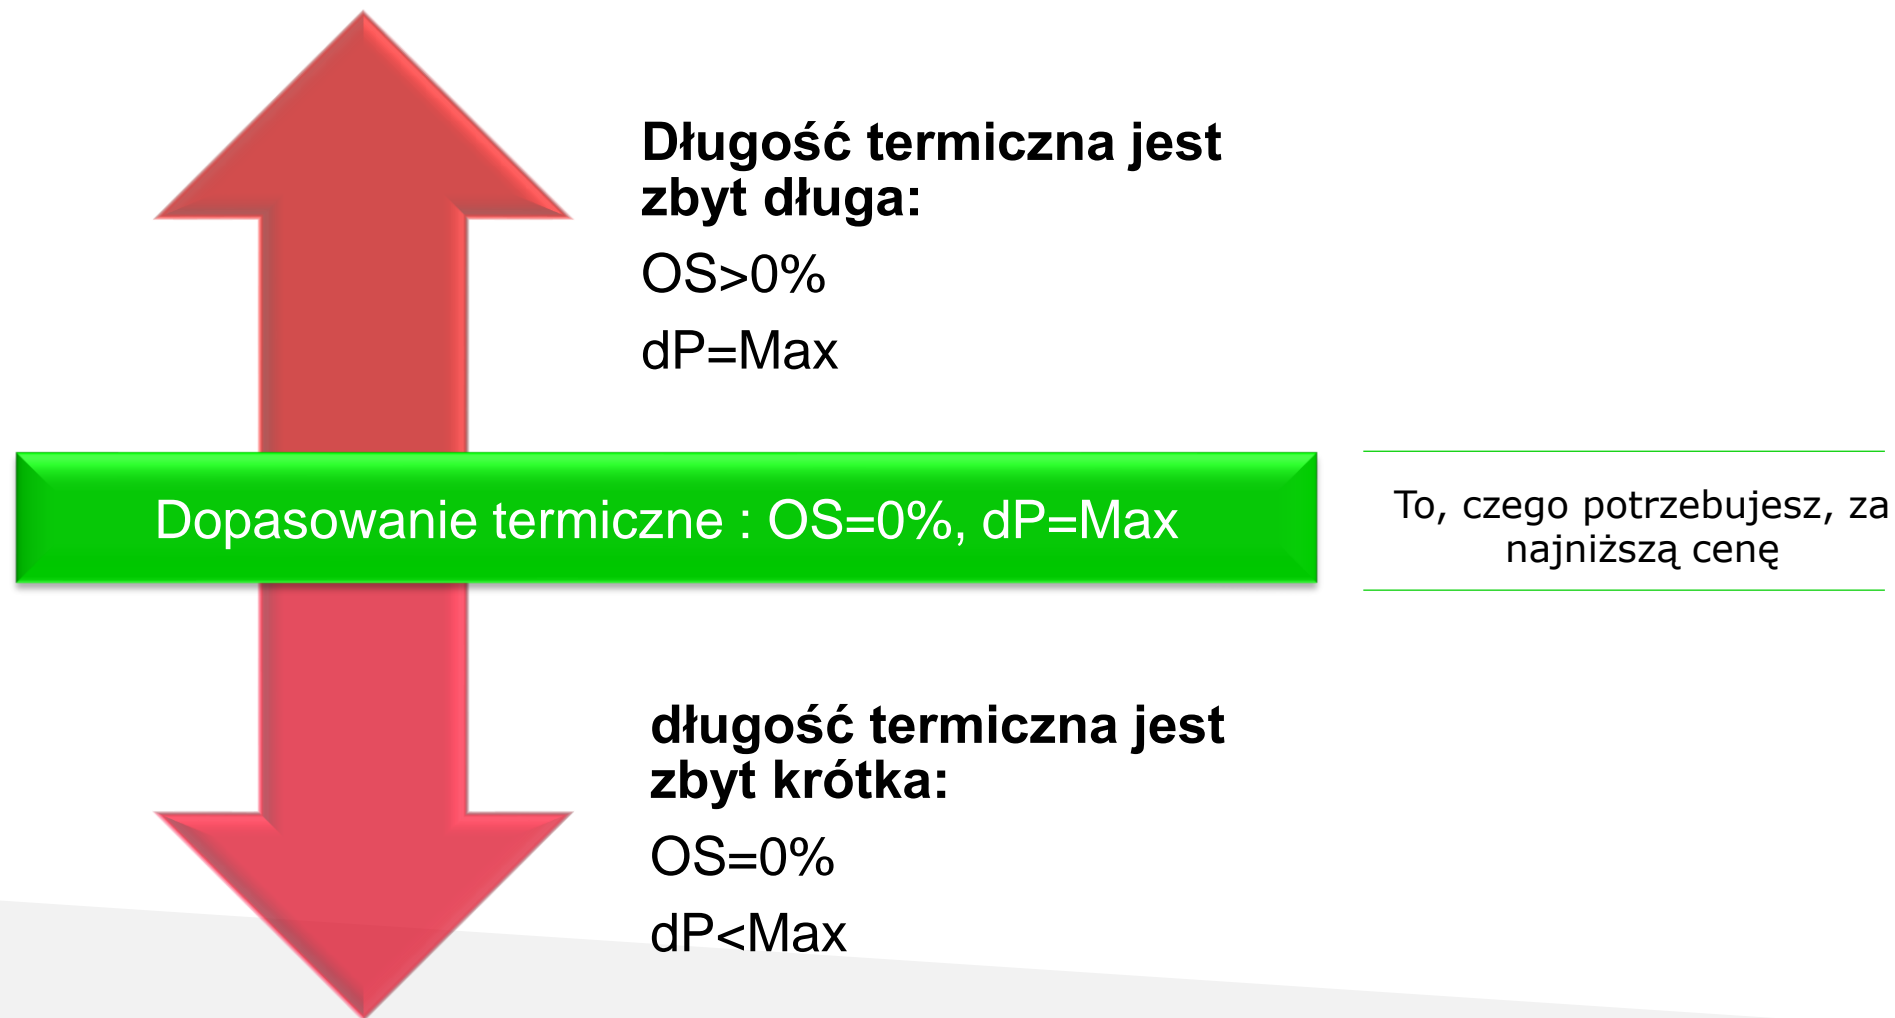 Długość termiczna jest
zbyt długa:
OS>0%
dP=Max
Dopasowanie termiczne : OS=0%, dP=Max
To, czego potrzebujesz, za
najniższą cenę
długość termiczna jest
zbyt krótka:
OS=0%
dP<Max